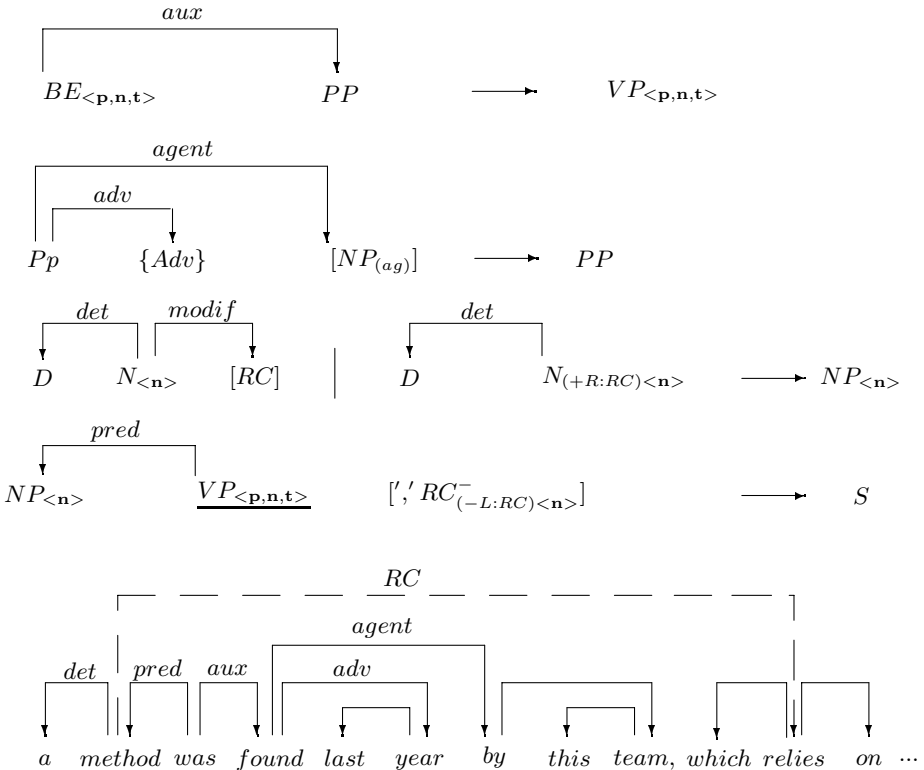 aux
BE<p,n,t> PP VP<p,n,t>
agent
adv
Pp {Adv} [NP(ag)] PP
det modif det
D N<n> [RC] D N(+R:RC)<n> NP<n>
pred
NP<n> VP<p,n,t> [',' RC−(−L:RC)<n>] S
RC
agent
det pred aux adv
a method was found last year by this team, which relies on ...